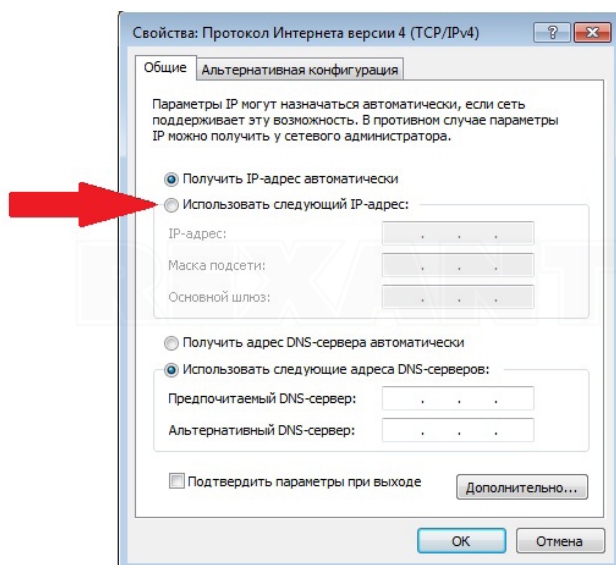 Свойства: Протокол Интернета версии 4 (TCP/IPv4)
Общие
Альтернативная конфигурация
Параметры IP могут назначаться автоматически, если сеть
поддерживает эту возможность. В противном случае параметры
IP можно получить у сетевого администратора.
Получить IP-адрес автоматически
Использовать следующий IP-адрес:
IP-адрес:
Маска подсети:
Основной шлюз:
Получить адрес DNS-сервера автоматически
Использовать следующие адреса DNS-серверов:
Предпочитаемый DNS-сервер:
Альтернативный DNS-сервер:
Подтвердить параметры при выходе
Дополнительно...
ОК
Отмена
REXANT